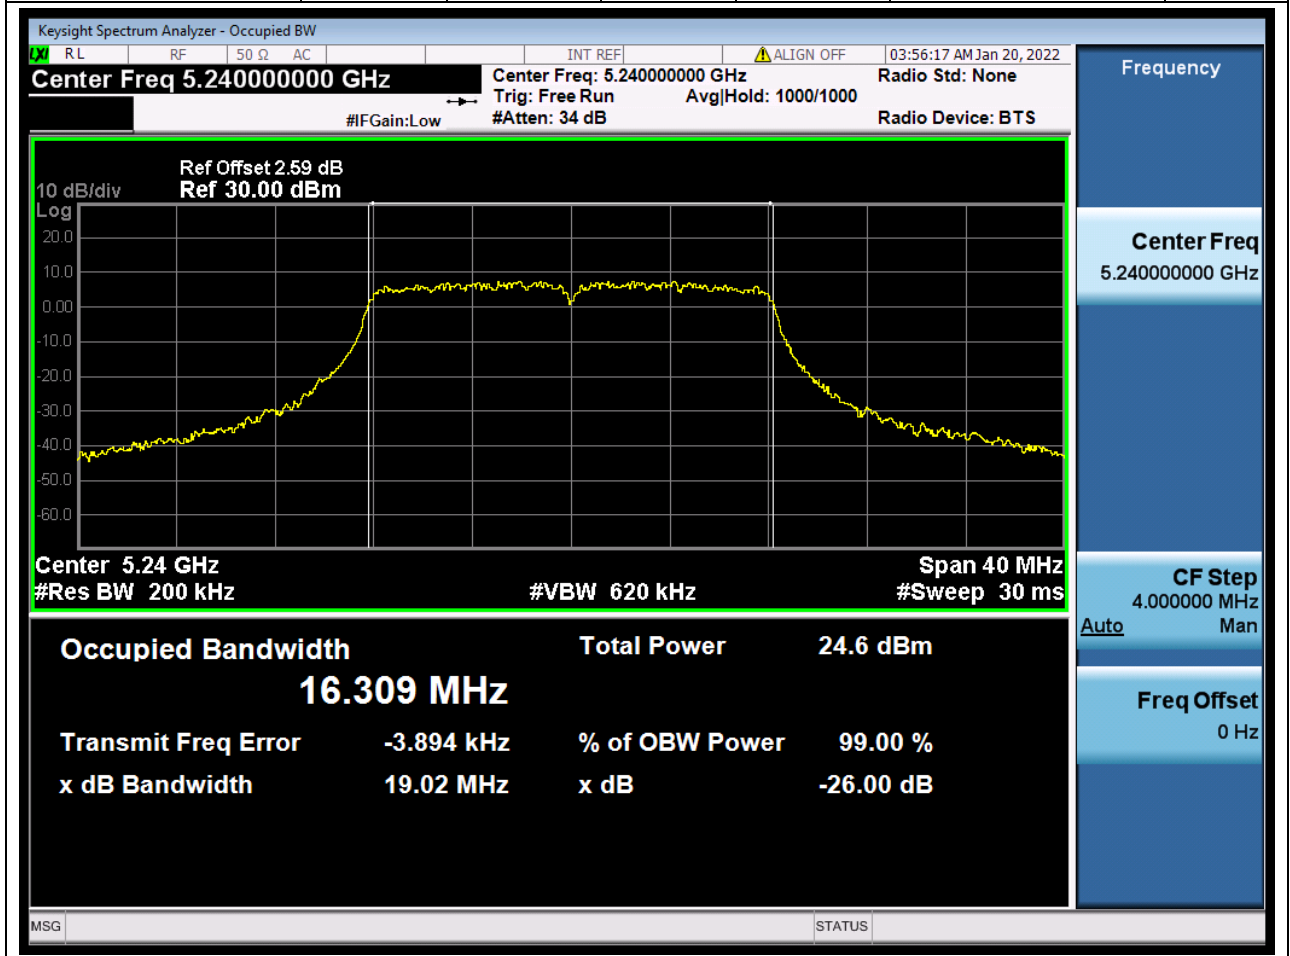 Keysight Spectrum Analyzer - Occupied BW
LXI RL RF 50 Ω AC INT REF ALIGN OFF 03:56:17 AM Jan 20, 2022
Center Freq 5.240000000 GHz
Center Freq: 5.240000000 GHz
Radio Std: None
Trig: Free Run Avg|Hold: 1000/1000
#IFGain:Low
#Atten: 34 dB
Radio Device: BTS
Ref Offset 2.59 dB
10 dB/div Ref 30.00 dBm
Log
20.0
10.0
0.00
-10.0
-20.0
-30.0
-40.0
-50.0
-60.0
Center 5.24 GHz Span 40 MHz
#Res BW 200 kHz #VBW 620 kHz #Sweep 30 ms
Occupied Bandwidth Total Power 24.6 dBm
16.309 MHz
Transmit Freq Error -3.894 kHz % of OBW Power 99.00 %
x dB Bandwidth 19.02 MHz x dB -26.00 dB
Frequency
Center Freq
5.240000000 GHz
CF Step
4.000000 MHz
Auto Man
Freq Offset
0 Hz
MSG STATUS